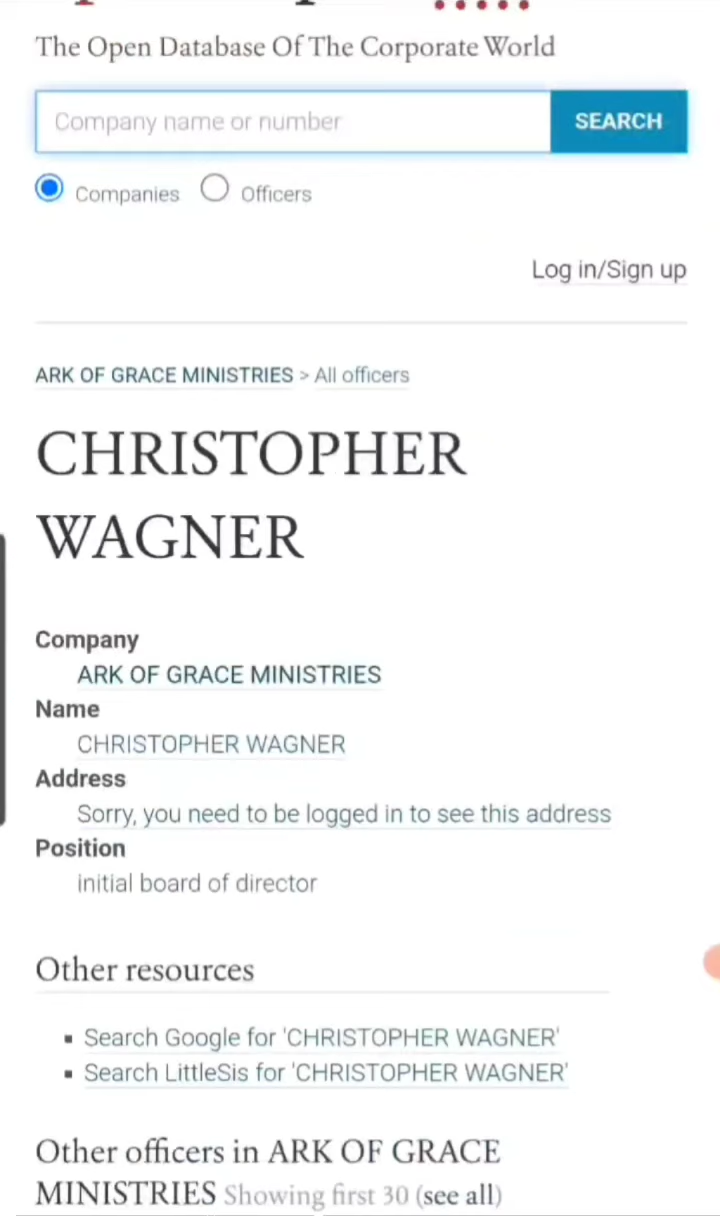 The Open Database Of The Corporate World
Company name or number
SEARCH
Companies
Officers
Log in/Sign up
ARK OF GRACE MINISTRIES > All officers
CHRISTOPHER
WAGNER
Company
ARK OF GRACE MINISTRIES
Name
CHRISTOPHER WAGNER
Address
Sorry, you need to be logged in to see this address
Position
initial board of director
Other resources
▪ Search Google for 'CHRISTOPHER WAGNER'
▪ Search LittleSis for 'CHRISTOPHER WAGNER'
Other officers in ARK OF GRACE
MINISTRIES Showing first 30 (see all)